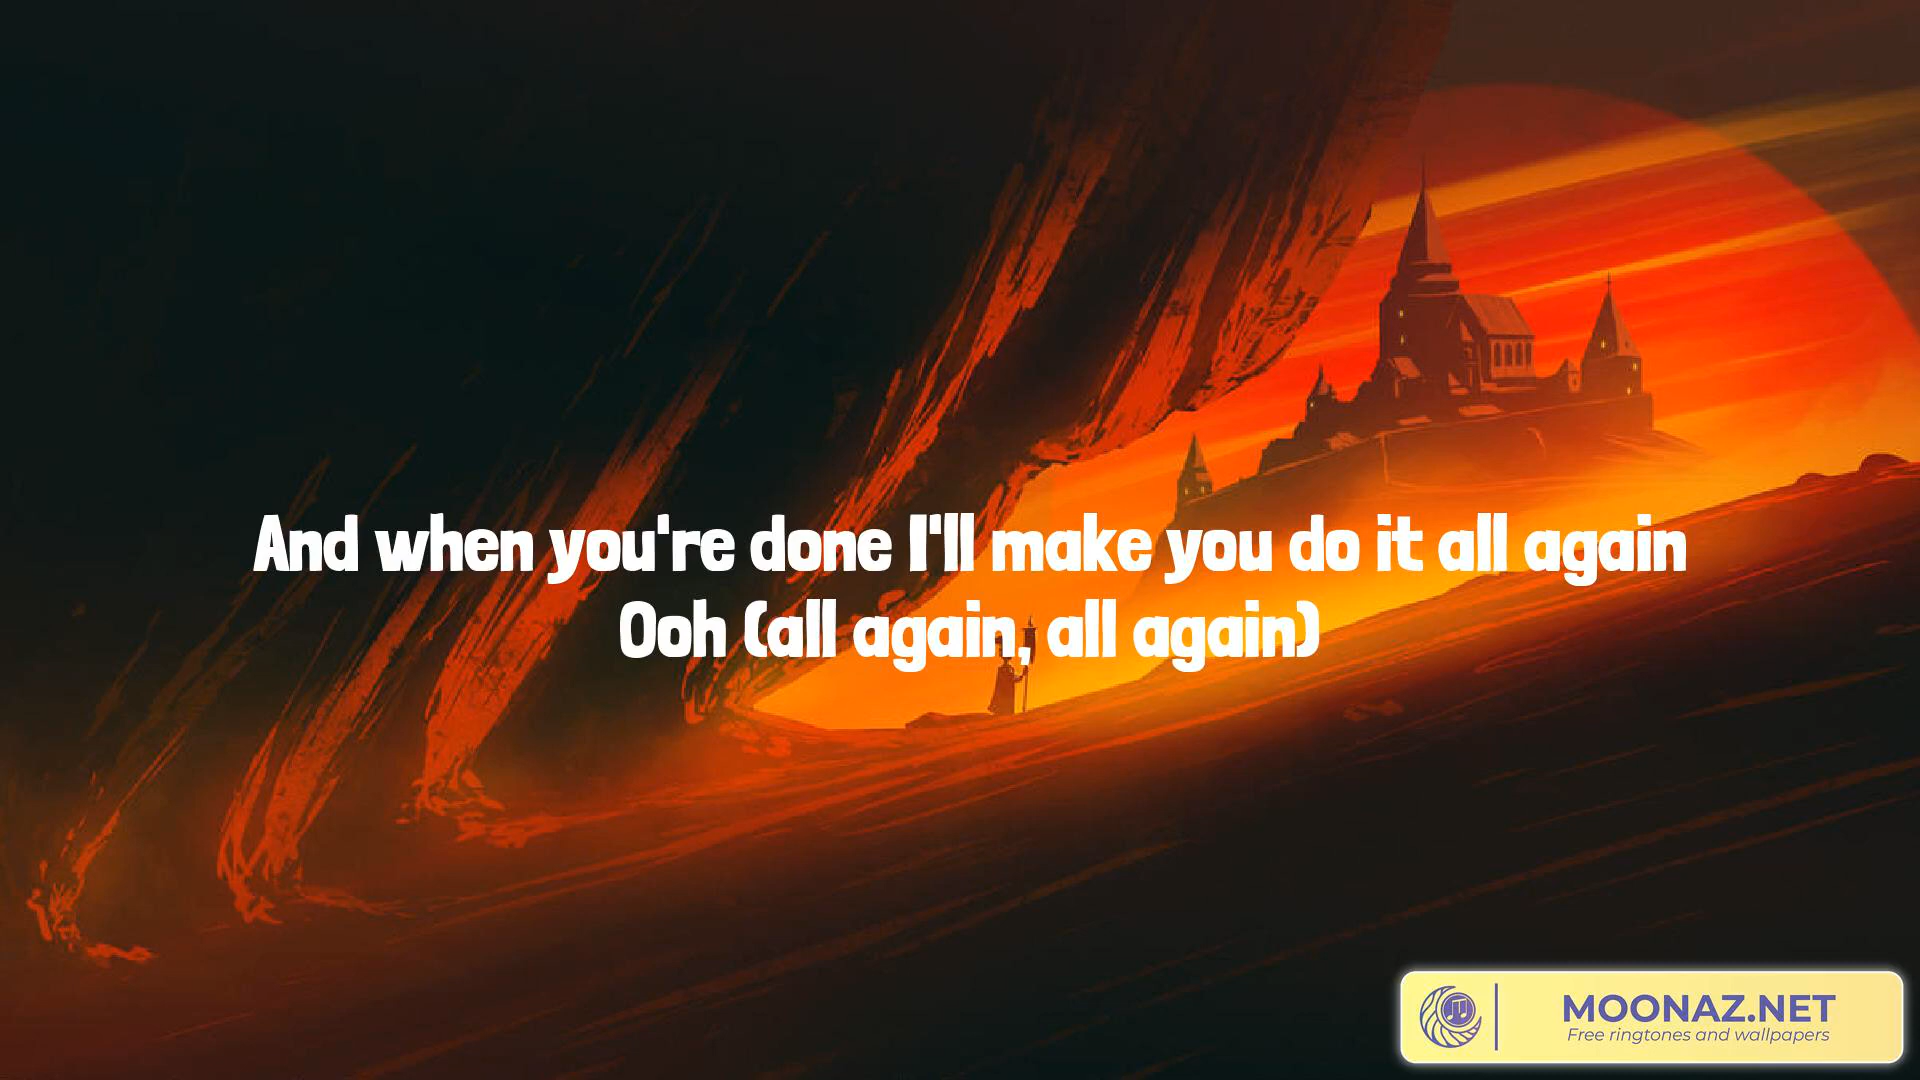 And when you're done I'll make you do it all again
Ooh (all again, all again)
MOONAZ.NET
Free ringtones and wallpapers